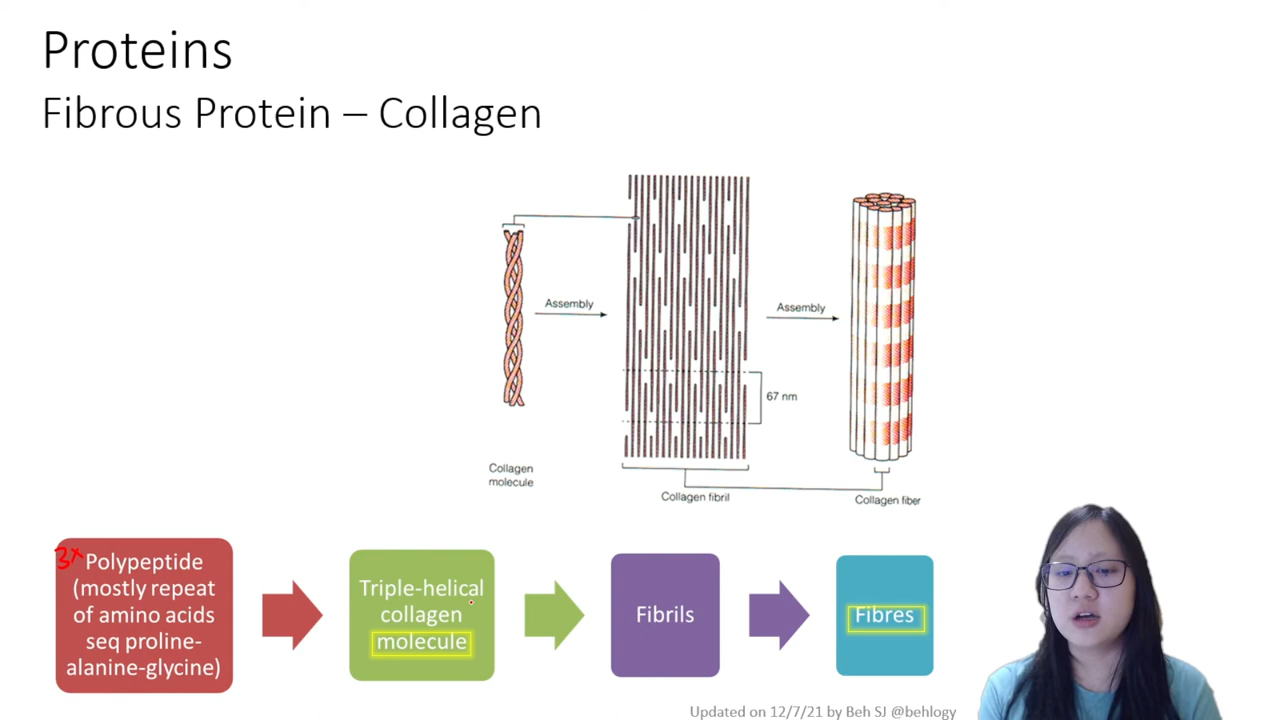 Proteins
Fibrous Protein – Collagen
Assembly
Assembly
67 nm
Collagen
molecule
Collagen fibril
Collagen fiber
3x Polypeptide
(mostly repeat
of amino acids
seq proline-
alanine-glycine)
Triple-helical
collagen
molecule
Fibrils
Fibres
Updated on 12/7/21 by Beh SJ @behlogy